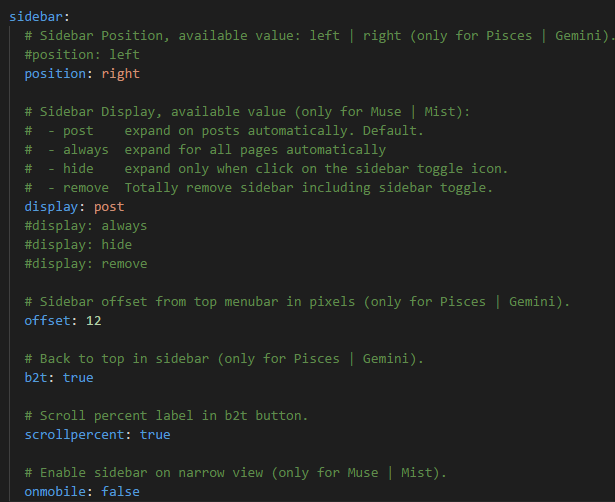 sidebar:
# Sidebar Position, available value: left | right (only for Pisces | Gemini).
#position: left
position: right
# Sidebar Display, available value (only for Muse | Mist):
#  - post    expand on posts automatically. Default.
#  - always  expand for all pages automatically
#  - hide    expand only when click on the sidebar toggle icon.
#  - remove  Totally remove sidebar including sidebar toggle.
display: post
#display: always
#display: hide
#display: remove
# Sidebar offset from top menubar in pixels (only for Pisces | Gemini).
offset: 12
# Back to top in sidebar (only for Pisces | Gemini).
b2t: true
# Scroll percent label in b2t button.
scrollpercent: true
# Enable sidebar on narrow view (only for Muse | Mist).
onmobile: false